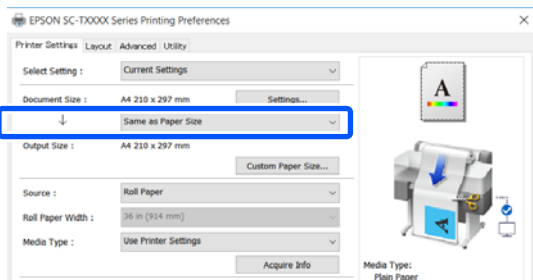 EPSON SC-TXXXX Series Printing Preferences
Printer Settings Layout Advanced Utility
Select Setting : Current Settings
Document Size : A4 210 x 297 mm Settings...
↓ Same as Paper Size
Output Size : A4 210 x 297 mm
Custom Paper Size...
Source : Roll Paper
Roll Paper Width : 36 in (914 mm)
Media Type : Use Printer Settings
Acquire Info
A
Media Type:
Plain Paper